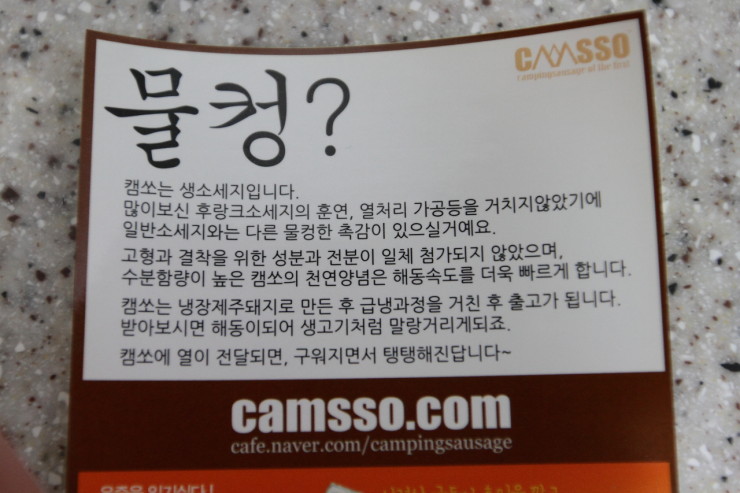 CAMSSO
campingsausage of the best
물컹?
캠쏘는 생소세지입니다.
많이보신 후랑크소세지의 훈연, 열처리 가공등을 거치지않았기에
일반소세지와는 다른 물컹한 촉감이 있으실거예요.
고형과 결착을 위한 성분과 전분이 일체 첨가되지 않았으며,
수분함량이 높은 캠쏘의 천연양념은 해동속도를 더욱 빠르게 합니다.
캠쏘는 냉장제주돼지로 만든 후 급냉과정을 거친 후 출고가 됩니다.
받아보시면 해동이되어 생고기처럼 말랑거리게되죠.
캠쏘에 열이 전달되면, 구워지면서 탱탱해진답니다~
camsso.com
cafe.naver.com/campingsausage